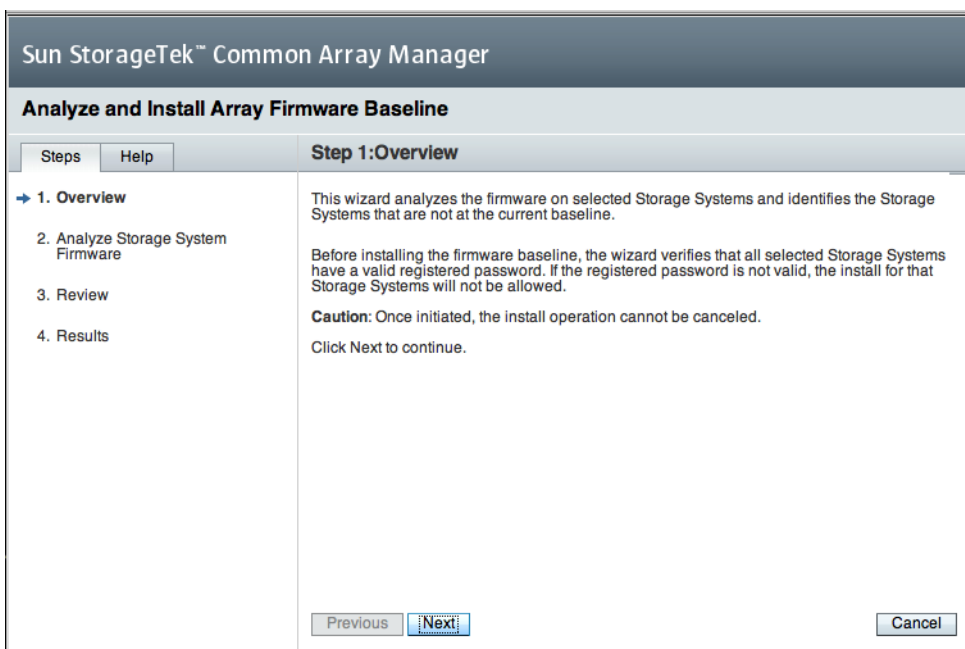 Sun StorageTek™ Common Array Manager
Analyze and Install Array Firmware Baseline
Steps
Help
Step 1:Overview
1. Overview
2. Analyze Storage System
Firmware
3. Review
4. Results
This wizard analyzes the firmware on selected Storage Systems and identifies the Storage
Systems that are not at the current baseline.
Before installing the firmware baseline, the wizard verifies that all selected Storage Systems
have a valid registered password. If the registered password is not valid, the install for that
Storage Systems will not be allowed.
Caution: Once initiated, the install operation cannot be canceled.
Click Next to continue.
Previous
Next
Cancel